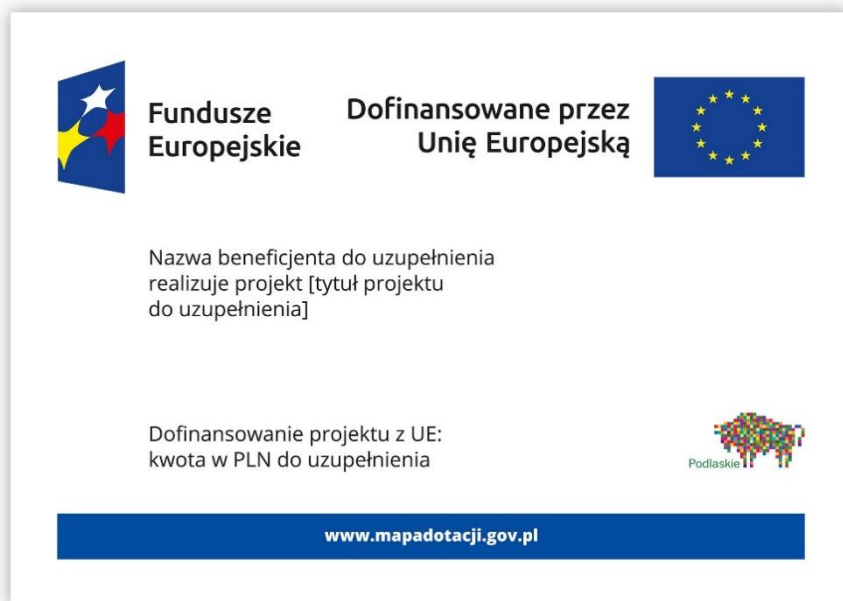 Fundusze
Europejskie
Dofinansowane przez
Unię Europejską
Nazwa beneficjenta do uzupełnienia
realizuje projekt [tytuł projektu
do uzupełnienia]
Dofinansowanie projektu z UE:
kwota w PLN do uzupełnienia
Podlaskie
www.mapadotacji.gov.pl